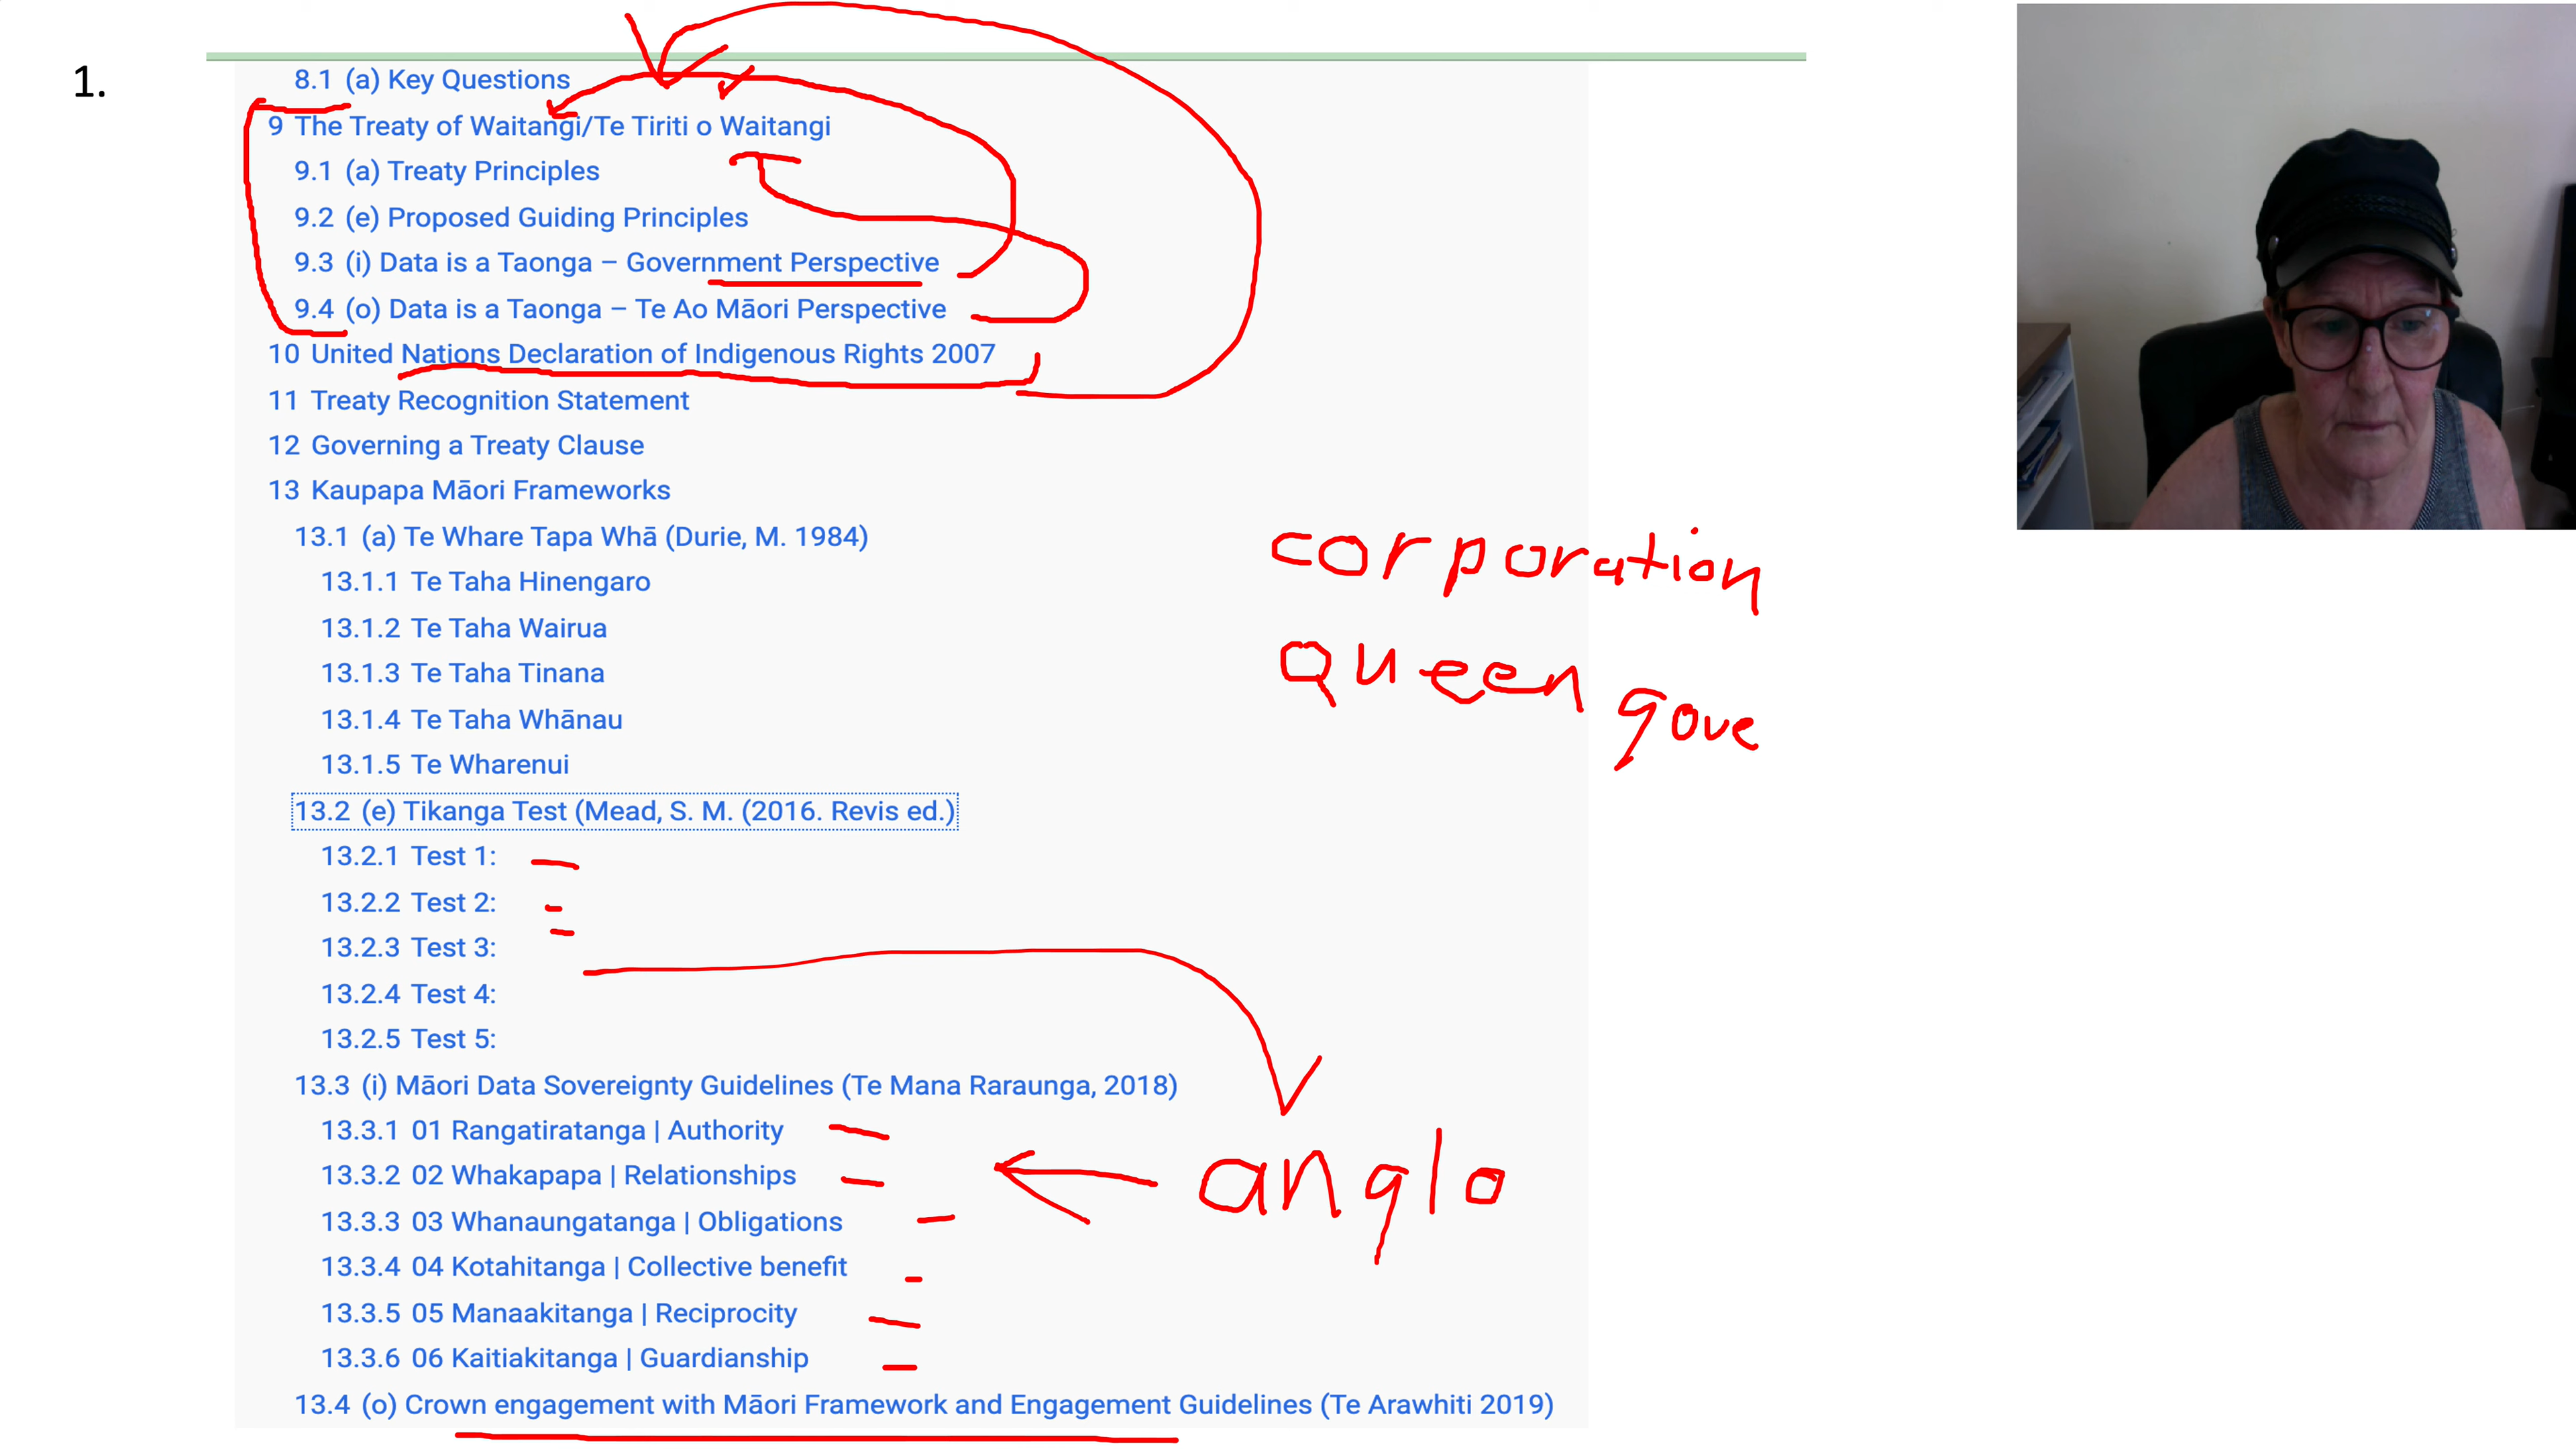 1.
8.1 (a) Key Questions
9 The Treaty of Waitangi/Te Tiriti o Waitangi
9.1 (a) Treaty Principles
9.2 (e) Proposed Guiding Principles
9.3 (i) Data is a Taonga – Government Perspective
9.4 (o) Data is a Taonga – Te Ao Māori Perspective
10 United Nations Declaration of Indigenous Rights 2007
11 Treaty Recognition Statement
12 Governing a Treaty Clause
13 Kaupapa Māori Frameworks
13.1 (a) Te Whare Tapa Whā (Durie, M. 1984)
corporation
13.1.1 Te Taha Hinengaro
13.1.2 Te Taha Wairua
13.1.3 Te Taha Tinana
Queen gove
13.1.4 Te Taha Whānau
13.1.5 Te Wharenui
13.2 (e) Tikanga Test (Mead, S. M. (2016. Revis ed.)
13.2.1 Test 1:
13.2.2 Test 2:
13.2.3 Test 3:
13.2.4 Test 4:
13.2.5 Test 5:
13.3 (i) Māori Data Sovereignty Guidelines (Te Mana Raraunga, 2018)
13.3.1 01 Rangatiratanga | Authority
13.3.2 02 Whakapapa | Relationships
anglo
13.3.3 03 Whanaungatanga | Obligations
13.3.4 04 Kotahitanga | Collective benefit
13.3.5 05 Manaakitanga | Reciprocity
13.3.6 06 Kaitiakitanga | Guardianship
13.4 (o) Crown engagement with Māori Framework and Engagement Guidelines (Te Arawhiti 2019)